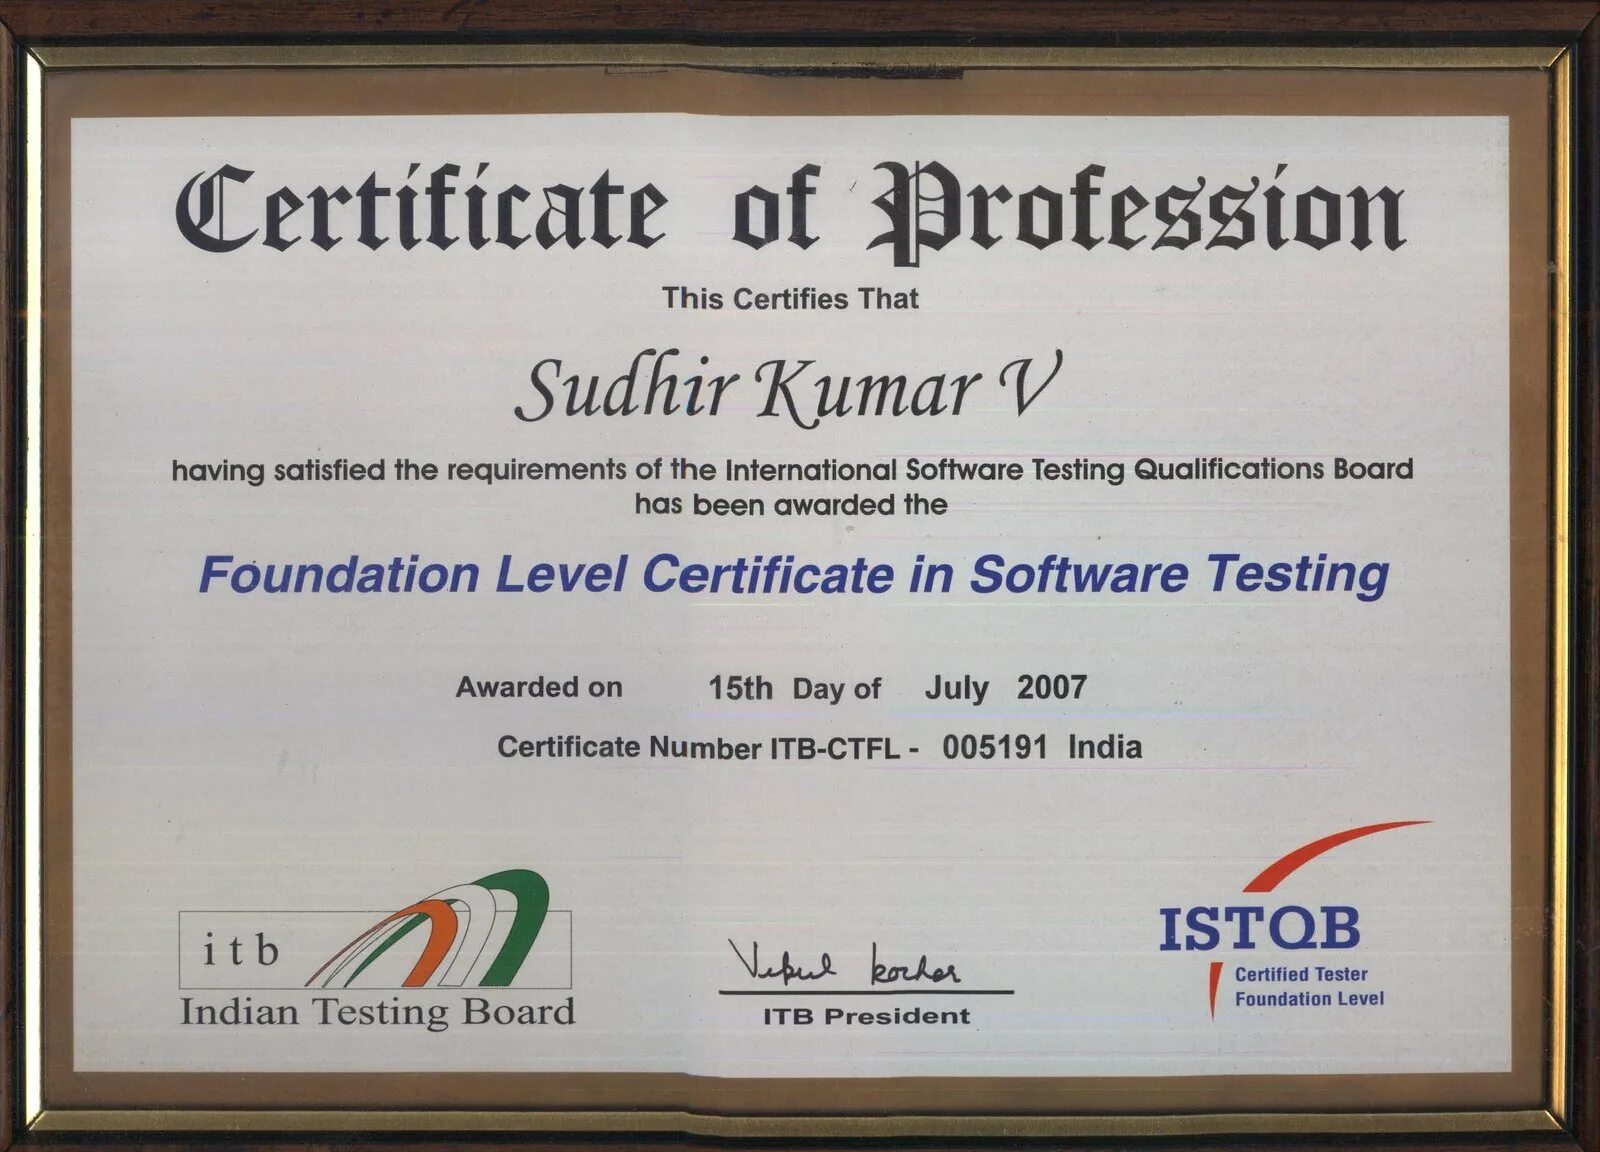 Certificate of Profession
This Certifies That
Sudhir Kumar V
having satisfied the requirements of the International Software Testing Qualifications Board
has been awarded the
Foundation Level Certificate in Software Testing
Awarded on 15th Day of July 2007
Certificate Number ITB-CTFL - 005191 India
itb
Indian Testing Board
Vipul Kocher
ITB President
ISTQB
Certified Tester
Foundation Level